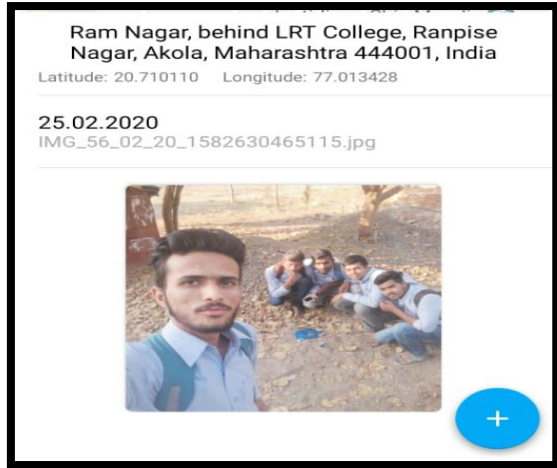 Ram Nagar, behind LRT College, Ranpise
Nagar, Akola, Maharashtra 444001, India
Latitude: 20.710110 Longitude: 77.013428
25.02.2020
IMG_56_02_20_1582630465115.jpg
+